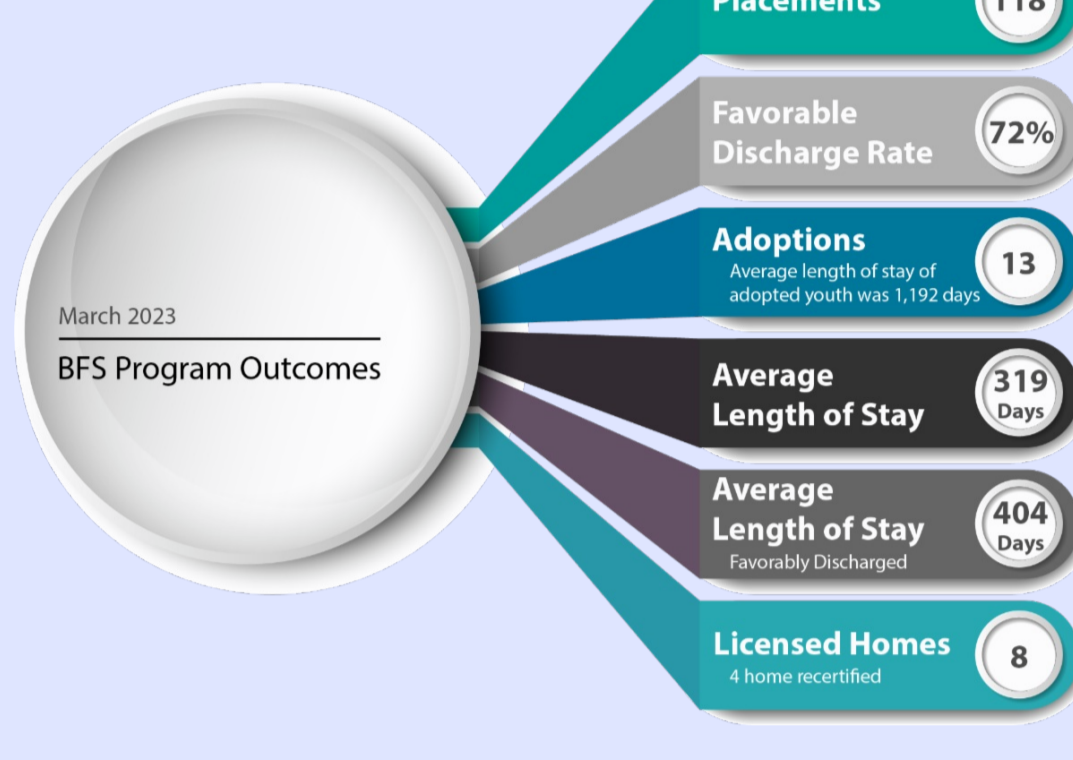 Placements
118
Favorable
Discharge Rate
72%
Adoptions
Average length of stay of
adopted youth was 1,192 days
13
March 2023
BFS Program Outcomes
Average
Length of Stay
319
Days
Average
Length of Stay
Favorably Discharged
404
Days
Licensed Homes
4 home recertified
8